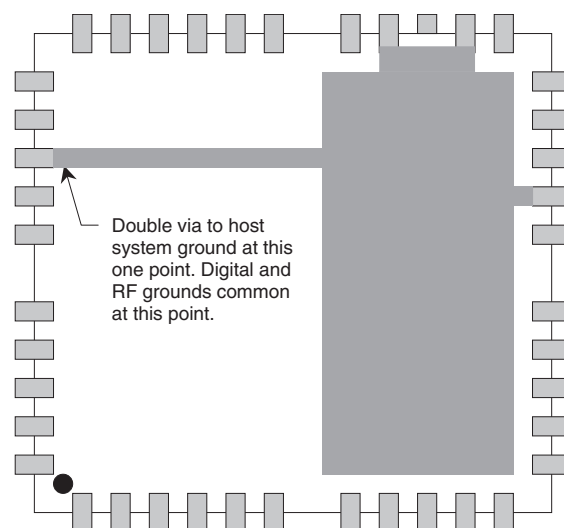 Double via to host
system ground at this
one point. Digital and
RF grounds common
at this point.